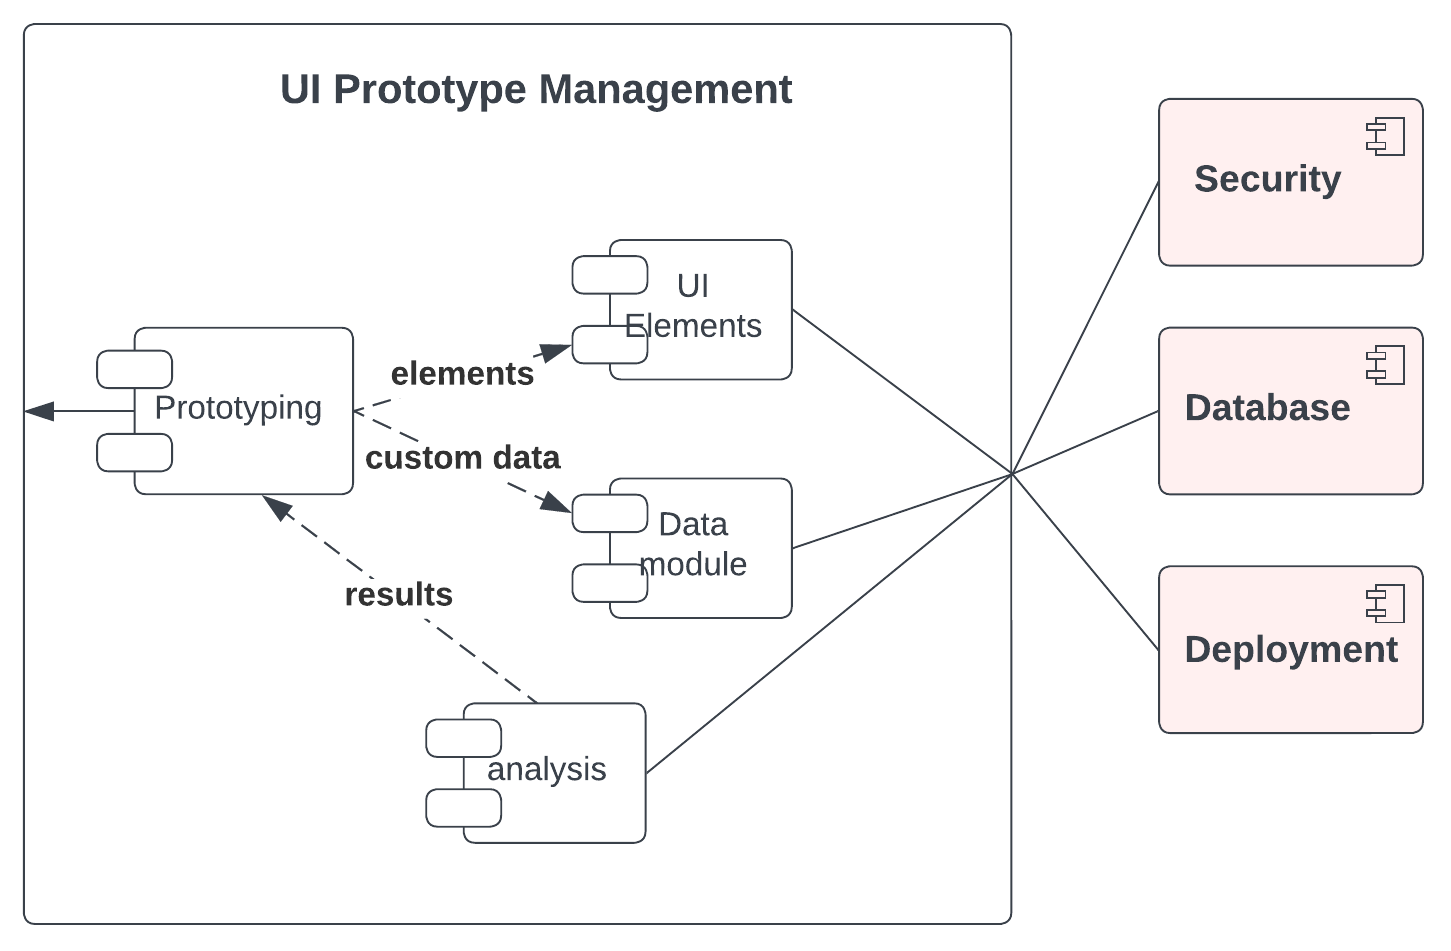 UI Prototype Management
Security
UI
Elements
elements
Prototyping
Database
custom data
Data
module
results
Deployment
analysis